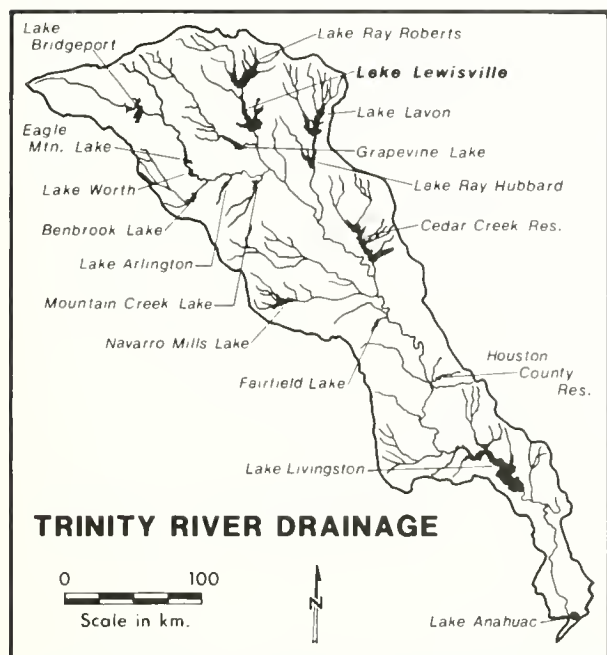 Lake
Bridgeport
Lake Ray Roberts
Lake Lewisville
Lake Lavon
Eagle
Mtn. Lake
Grapevine Lake
Lake Worth
Lake Ray Hubbard
Benbrook Lake
Cedar Creek Res.
Lake Arlington
Mountain Creek Lake
Navarro Mills Lake
Fairfield Lake
Houston
County
Res.
Lake Livingston
TRINITY RIVER DRAINAGE
0 100
Scale in km.
N
Lake Anahuac